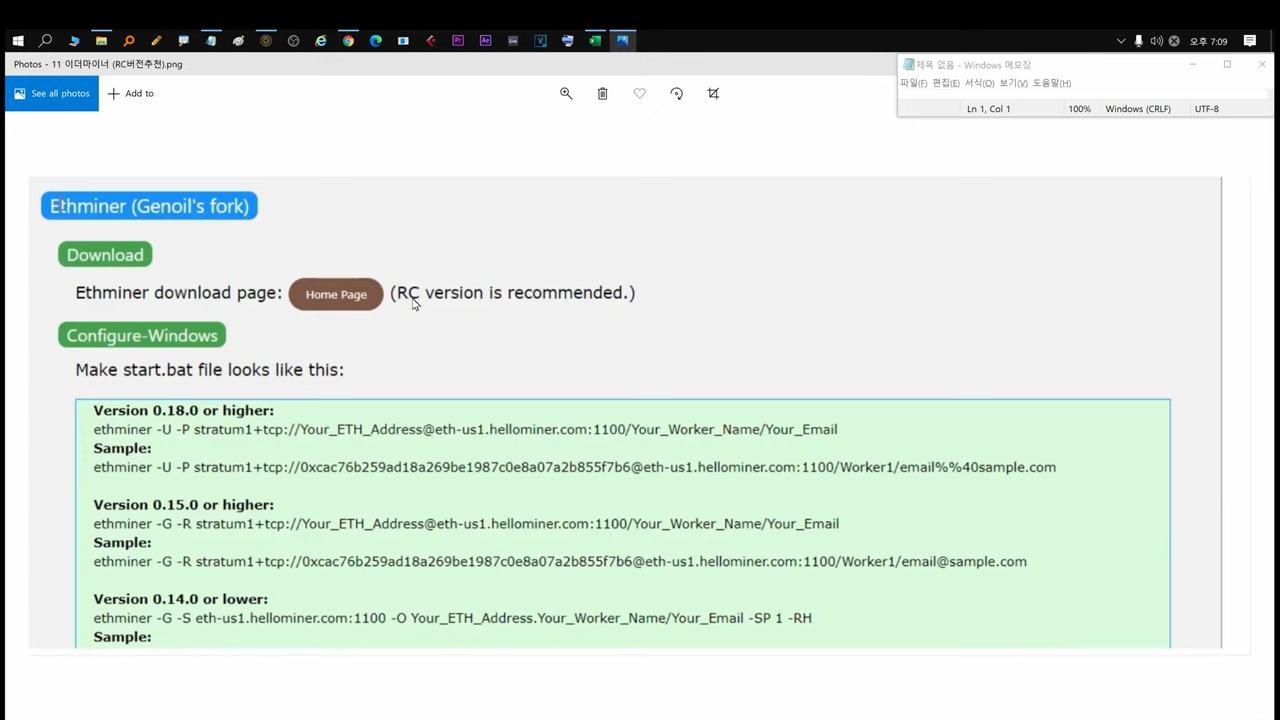 오후 7:09
Photos - 11 이더마이너 (RC버전추천).png
제목 없음 - Windows 메모장
See all photos
Add to
파일(F) 편집(E) 서식(O) 보기(V) 도움말(H)
Ln 1, Col 1 100% Windows (CRLF) UTF-8
Ethminer (Genoil's fork)
Download
Ethminer download page: Home Page (RC version is recommended.)
Configure-Windows
Make start.bat file looks like this:
Version 0.18.0 or higher:
ethminer -U -P stratum1+tcp://Your_ETH_Address@eth-us1.hellominer.com:1100/Your_Worker_Name/Your_Email
Sample:
ethminer -U -P stratum1+tcp://0xcac76b259ad18a269be1987c0e8a07a2b855f7b6@eth-us1.hellominer.com:1100/Worker1/email%%40sample.com
Version 0.15.0 or higher:
ethminer -G -R stratum1+tcp://Your_ETH_Address@eth-us1.hellominer.com:1100/Your_Worker_Name/Your_Email
Sample:
ethminer -G -R stratum1+tcp://0xcac76b259ad18a269be1987c0e8a07a2b855f7b6@eth-us1.hellominer.com:1100/Worker1/email@sample.com
Version 0.14.0 or lower:
ethminer -G -S eth-us1.hellominer.com:1100 -O Your_ETH_Address.Your_Worker_Name/Your_Email -SP 1 -RH
Sample: